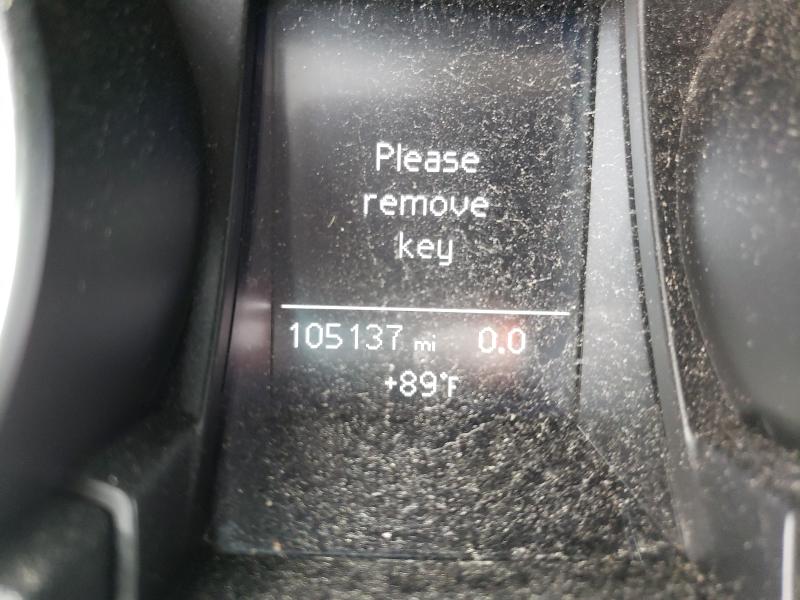 Please
remove
key
105137 mi 0.0
+89°F